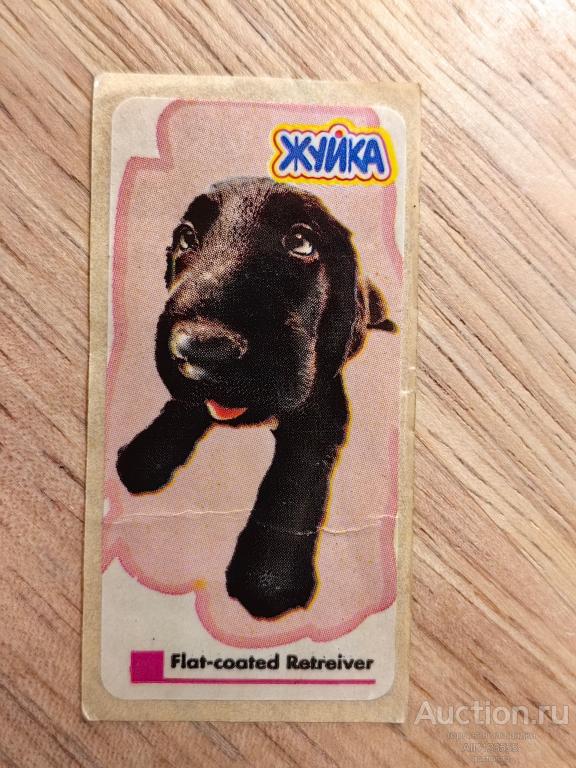 ЖУЙКА
Flat-coated Retreiver
Auction.ru